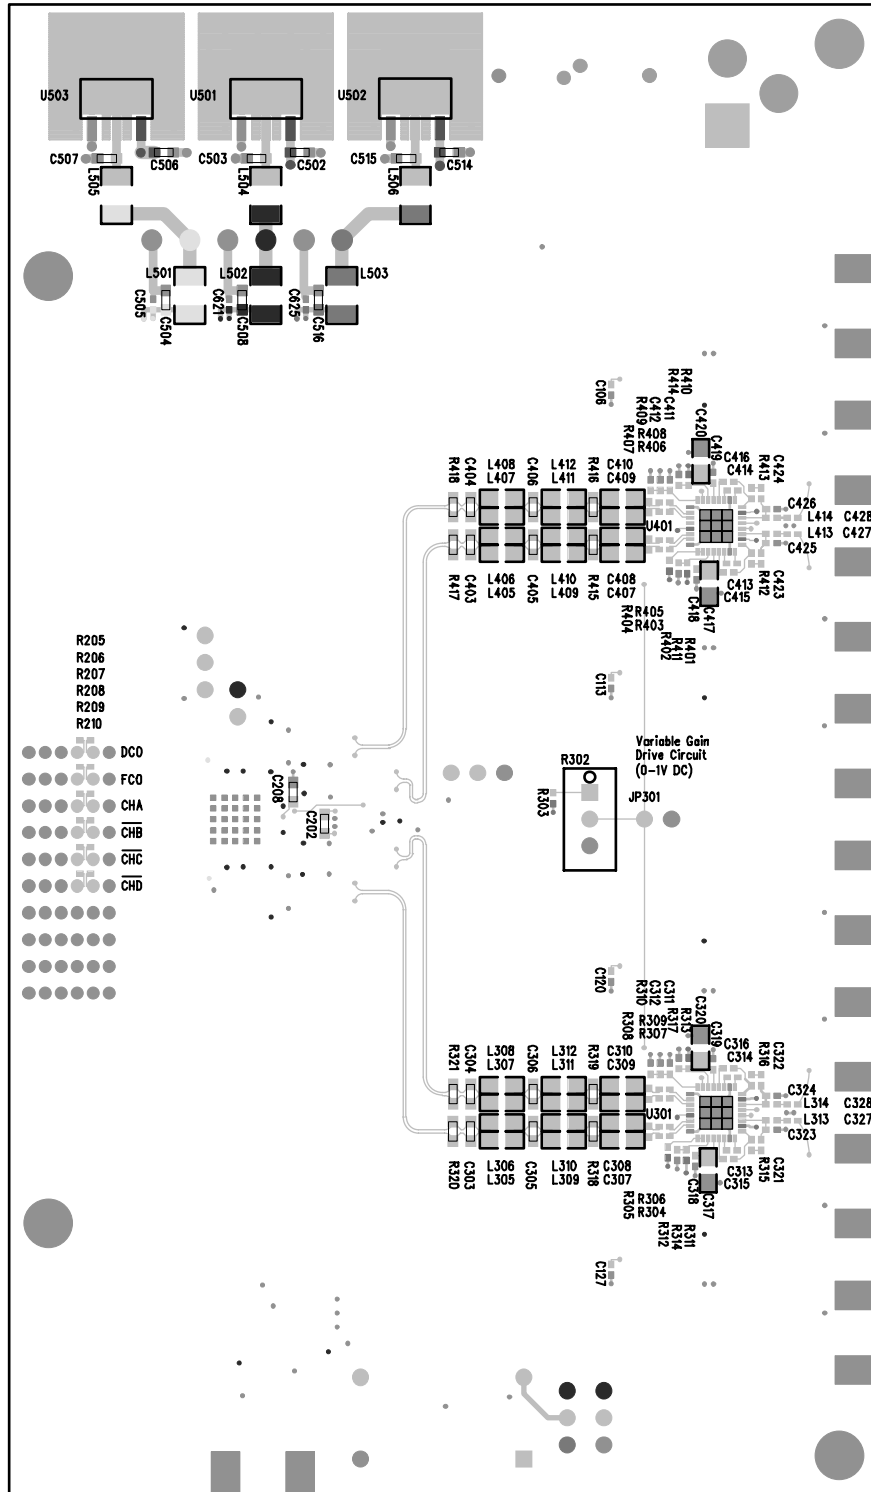 U503
U501
U502
C507
C506
C503
C502
C515
C514
L505
L504
L506
L501
L502
L503
C505
C504
C621
C508
C625
C516
C106
R410
R414
C411
C412
R409
R408
R407
R406
C420
C419
C416
C414
R413
C424
R418
C404
L408
L407
C406
L412
L411
R416
C410
C409
U401
C426
L414
C428
L413
C427
C425
R417
C403
L406
L405
C405
L410
L409
R415
C408
C407
R405
R403
R404
R402
R411
R401
C418
C417
C413
C415
R412
C423
C113
R205
R206
R207
R208
R209
R210
DCO
FCO
CHA
CHB
CHC
CHD
C208
C202
Variable Gain
Drive Circuit
(0-1V DC)
R302
JP301
R303
C120
R310
C312
C311
R317
R313
R309
R308
R307
C320
C319
C316
C314
R316
C322
R321
C304
L308
L307
C306
L312
L311
R319
C310
C309
U301
C324
L314
C328
L313
C327
C323
R320
C303
L306
L305
C305
L310
L309
R318
C308
C307
R306
R305
R304
R312
R314
R311
C318
C317
C313
C315
R315
C321
C127